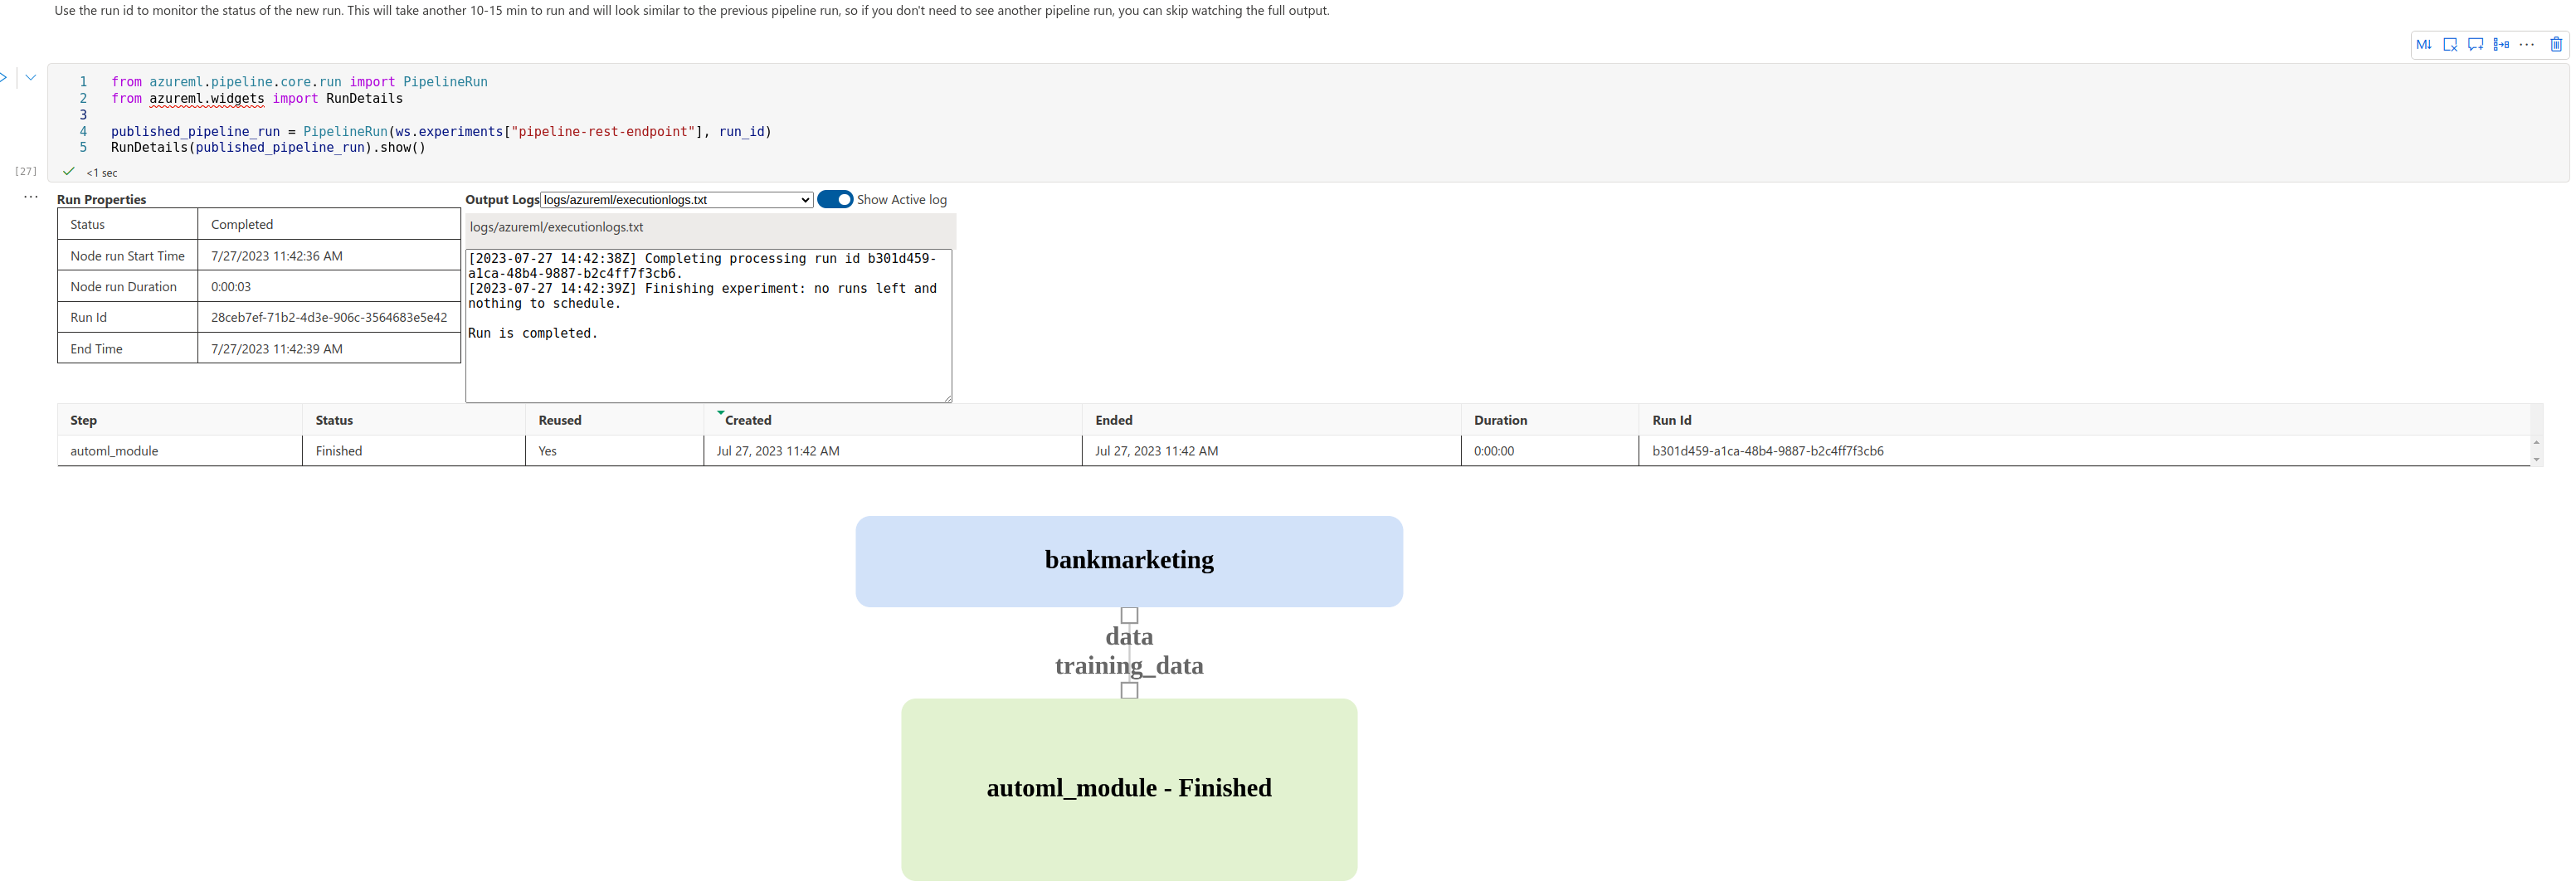 Use the run id to monitor the status of the new run. This will take another 10-15 min to run and will look similar to the previous pipeline run, so if you don't need to see another pipeline run, you can skip watching the full output.
M↓
1 from azureml.pipeline.core.run import PipelineRun
2 from azureml.widgets import RunDetails
3
4 published_pipeline_run = PipelineRun(ws.experiments["pipeline-rest-endpoint"], run_id)
5 RunDetails(published_pipeline_run).show()
[27] <1 sec
Run Properties
Status Completed
Node run Start Time 7/27/2023 11:42:36 AM
Node run Duration 0:00:03
Run Id 28ceb7ef-71b2-4d3e-906c-3564683e5e42
End Time 7/27/2023 11:42:39 AM
Output Logs logs/azureml/executionlogs.txt Show Active log
logs/azureml/executionlogs.txt
[2023-07-27 14:42:38Z] Completing processing run id b301d459-
a1ca-48b4-9887-b2c4ff7f3cb6.
[2023-07-27 14:42:39Z] Finishing experiment: no runs left and
nothing to schedule.
Run is completed.
Step Status Reused Created Ended Duration Run Id
automl_module Finished Yes Jul 27, 2023 11:42 AM Jul 27, 2023 11:42 AM 0:00:00 b301d459-a1ca-48b4-9887-b2c4ff7f3cb6
bankmarketing
data
training_data
automl_module - Finished